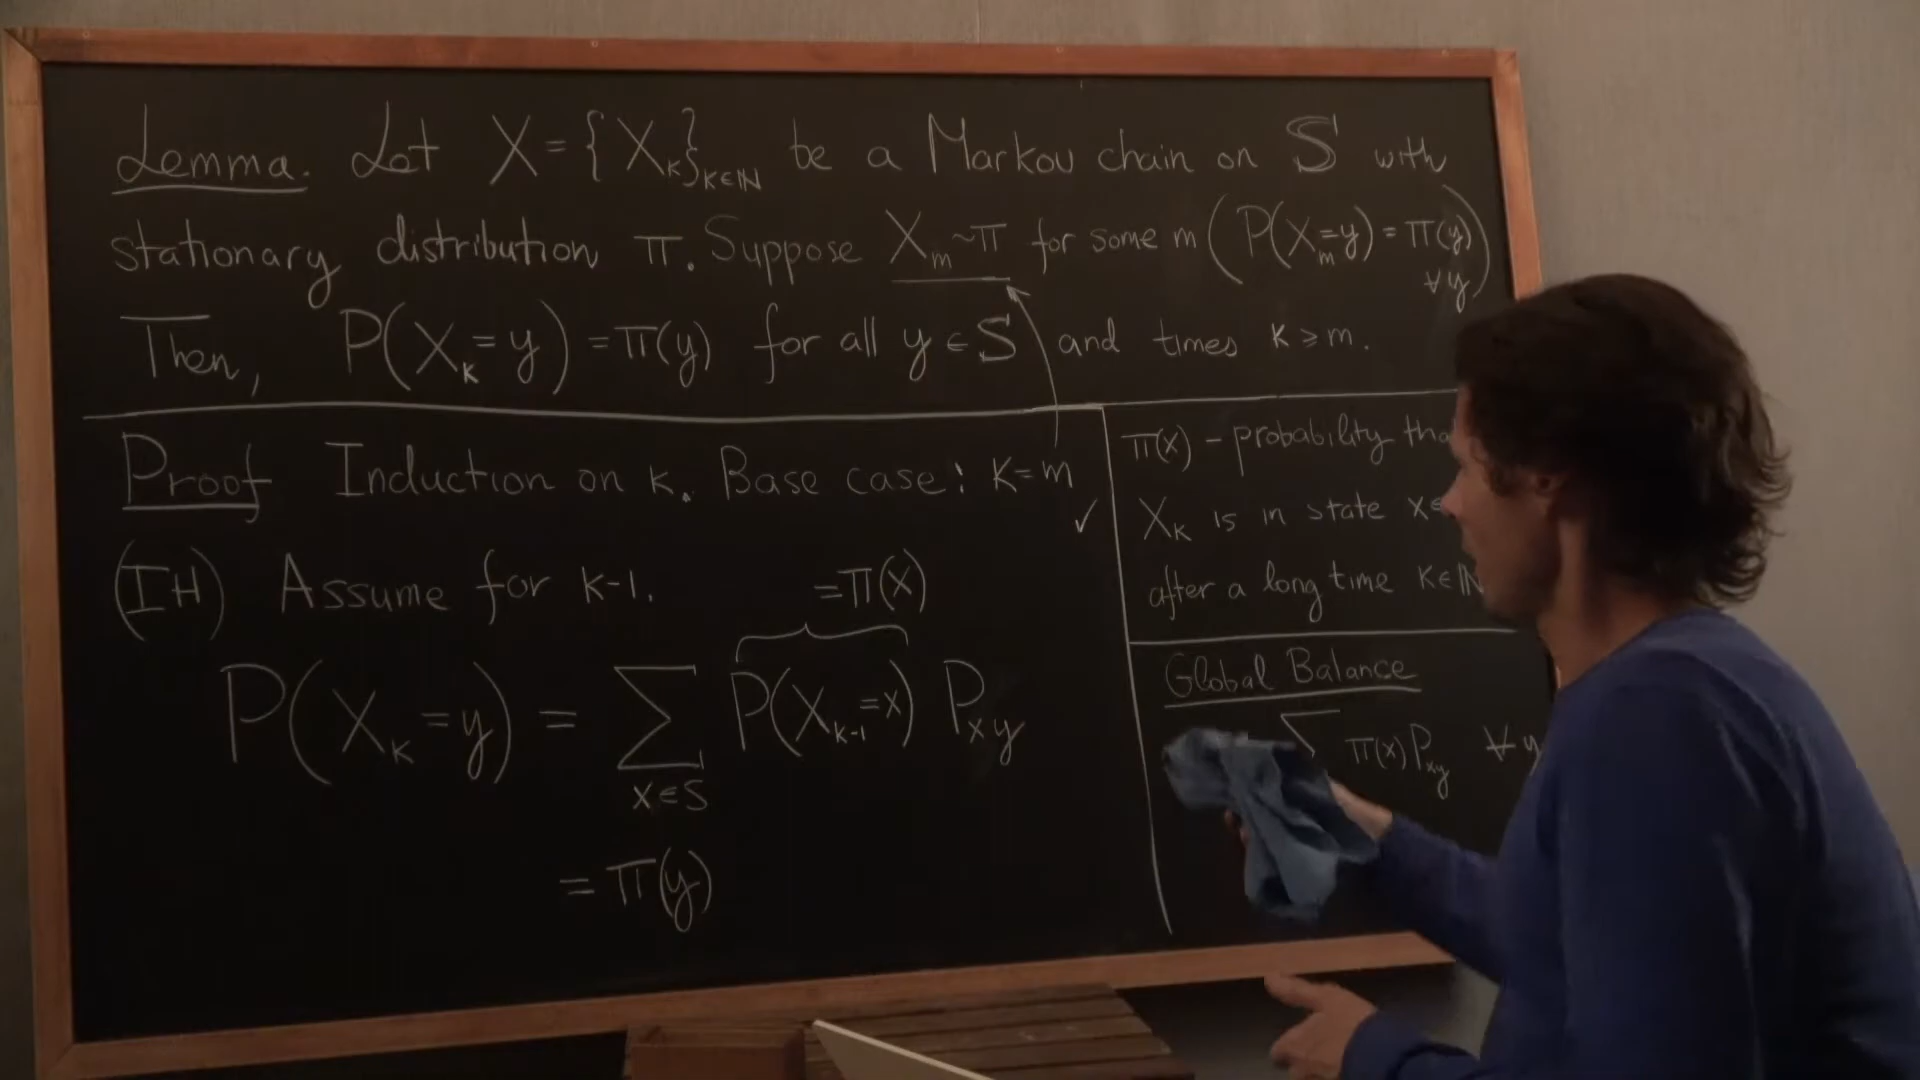 Lemma. Let X = {X_k}_{k∈ℕ} be a Markov chain on S with
stationary distribution π. Suppose X_m ~ π for some m (P(X_m = y) = π(y)
∀y)
Then, P(X_k = y) = π(y) for all y ∈ S and times k ≥ m.
Proof Induction on k. Base case: k = m
✓
(IH) Assume for k-1.
= π(x)
P(X_k = y) = ∑ P(X_{k-1} = x) P_{xy}
x ∈ S
= π(y)
π(x) - probability
X_k is in state x ∈
after a long time k ∈ ℕ
Global Balance
∑ π(x) P_{xy} ∀ y